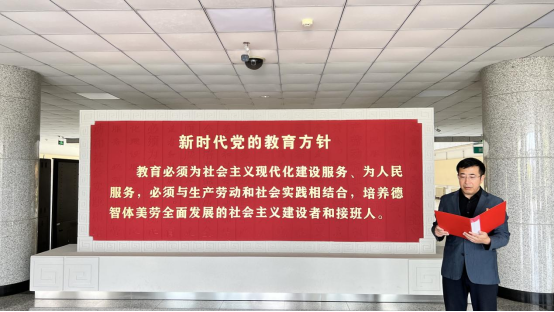 新时代党的教育方针
教育必须为社会主义现代化建设服务、为人民
服务，必须与生产劳动和社会实践相结合，培养德
智体美劳全面发展的社会主义建设者和接班人。